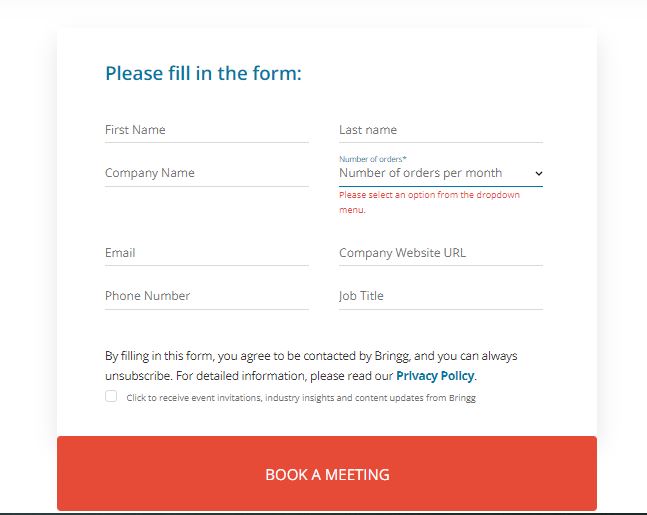 Please fill in the form:
First Name
Last name
Company Name
Number of orders*
Number of orders per month
Please select an option from the dropdown
menu.
Email
Company Website URL
Phone Number
Job Title
By filling in this form, you agree to be contacted by Bringg, and you can always
unsubscribe. For detailed information, please read our Privacy Policy.
Click to receive event invitations, industry insights and content updates from Bringg
BOOK A MEETING